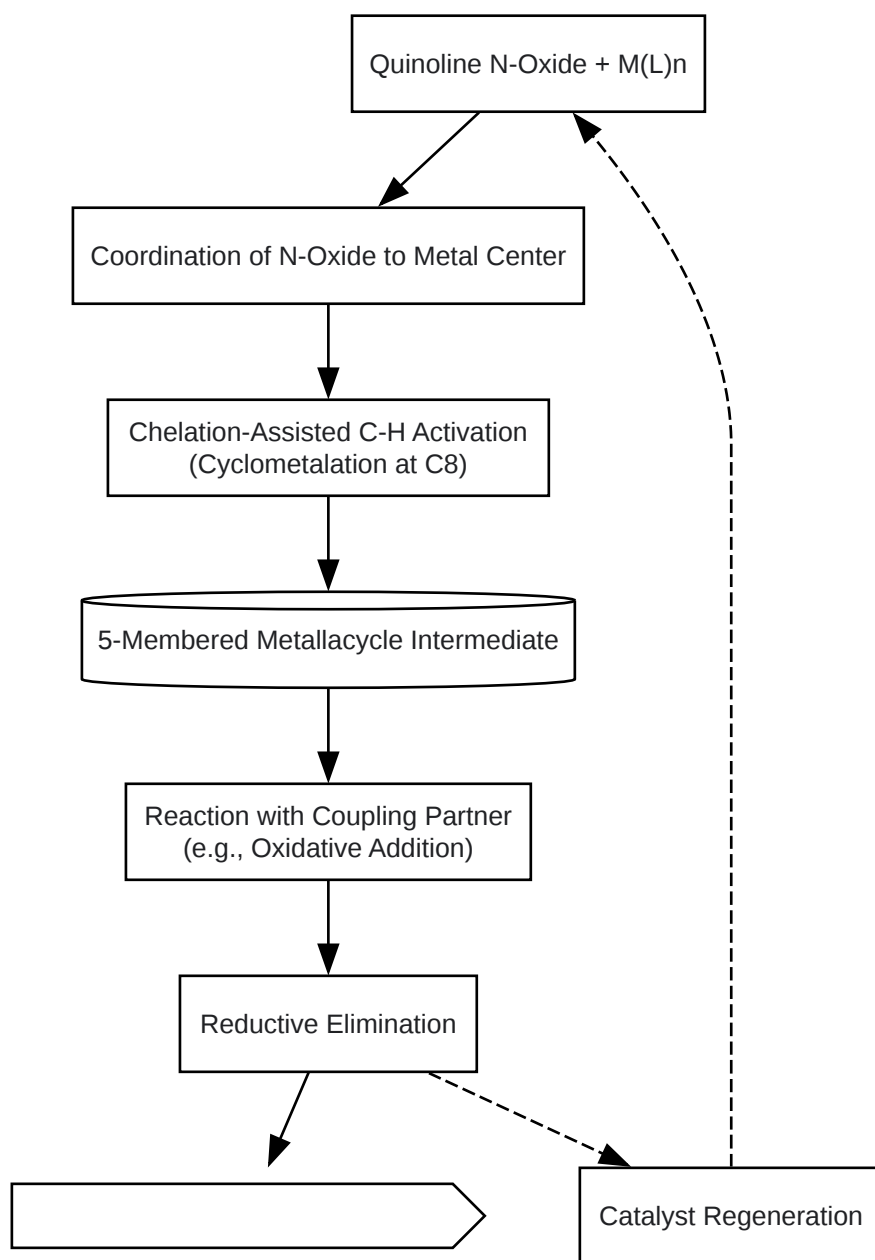 Quinoline N-Oxide + M(L)n
Coordination of N-Oxide to Metal Center
Chelation-Assisted C-H Activation
(Cyclometalation at C8)
5-Membered Metallacycle Intermediate
Reaction with Coupling Partner
(e.g., Oxidative Addition)
Reductive Elimination
Catalyst Regeneration